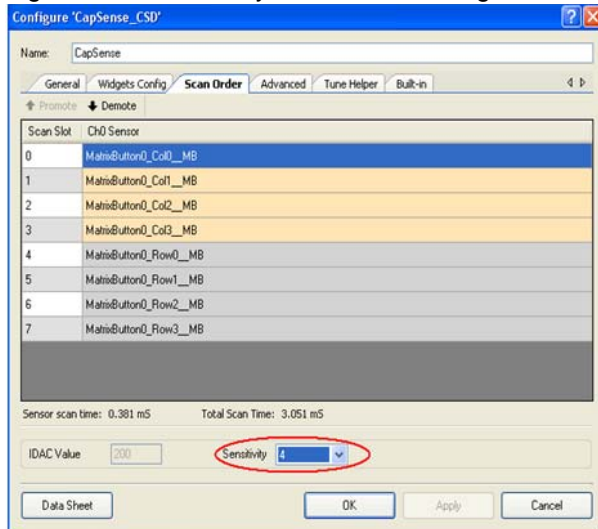 Configure 'CapSense_CSD'
Name: CapSense
General Widgets Config Scan Order Advanced Tune Helper Built-in
Promote Demote
Scan Slot Ch0 Sensor
0 MatrixButton0_Col0__MB
1 MatrixButton0_Col1__MB
2 MatrixButton0_Col2__MB
3 MatrixButton0_Col3__MB
4 MatrixButton0_Row0__MB
5 MatrixButton0_Row1__MB
6 MatrixButton0_Row2__MB
7 MatrixButton0_Row3__MB
Sensor scan time: 0.381 mS Total Scan Time: 3.051 mS
IDAC Value 200 Sensitivity 4
Data Sheet OK Apply Cancel